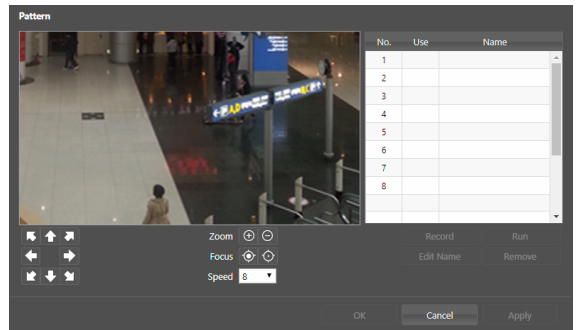 Pattern
No. Use Name
1
2
3
4
5
6
7
8
Zoom
Focus
Speed 8
Record Run
Edit Name Remove
OK Cancel Apply